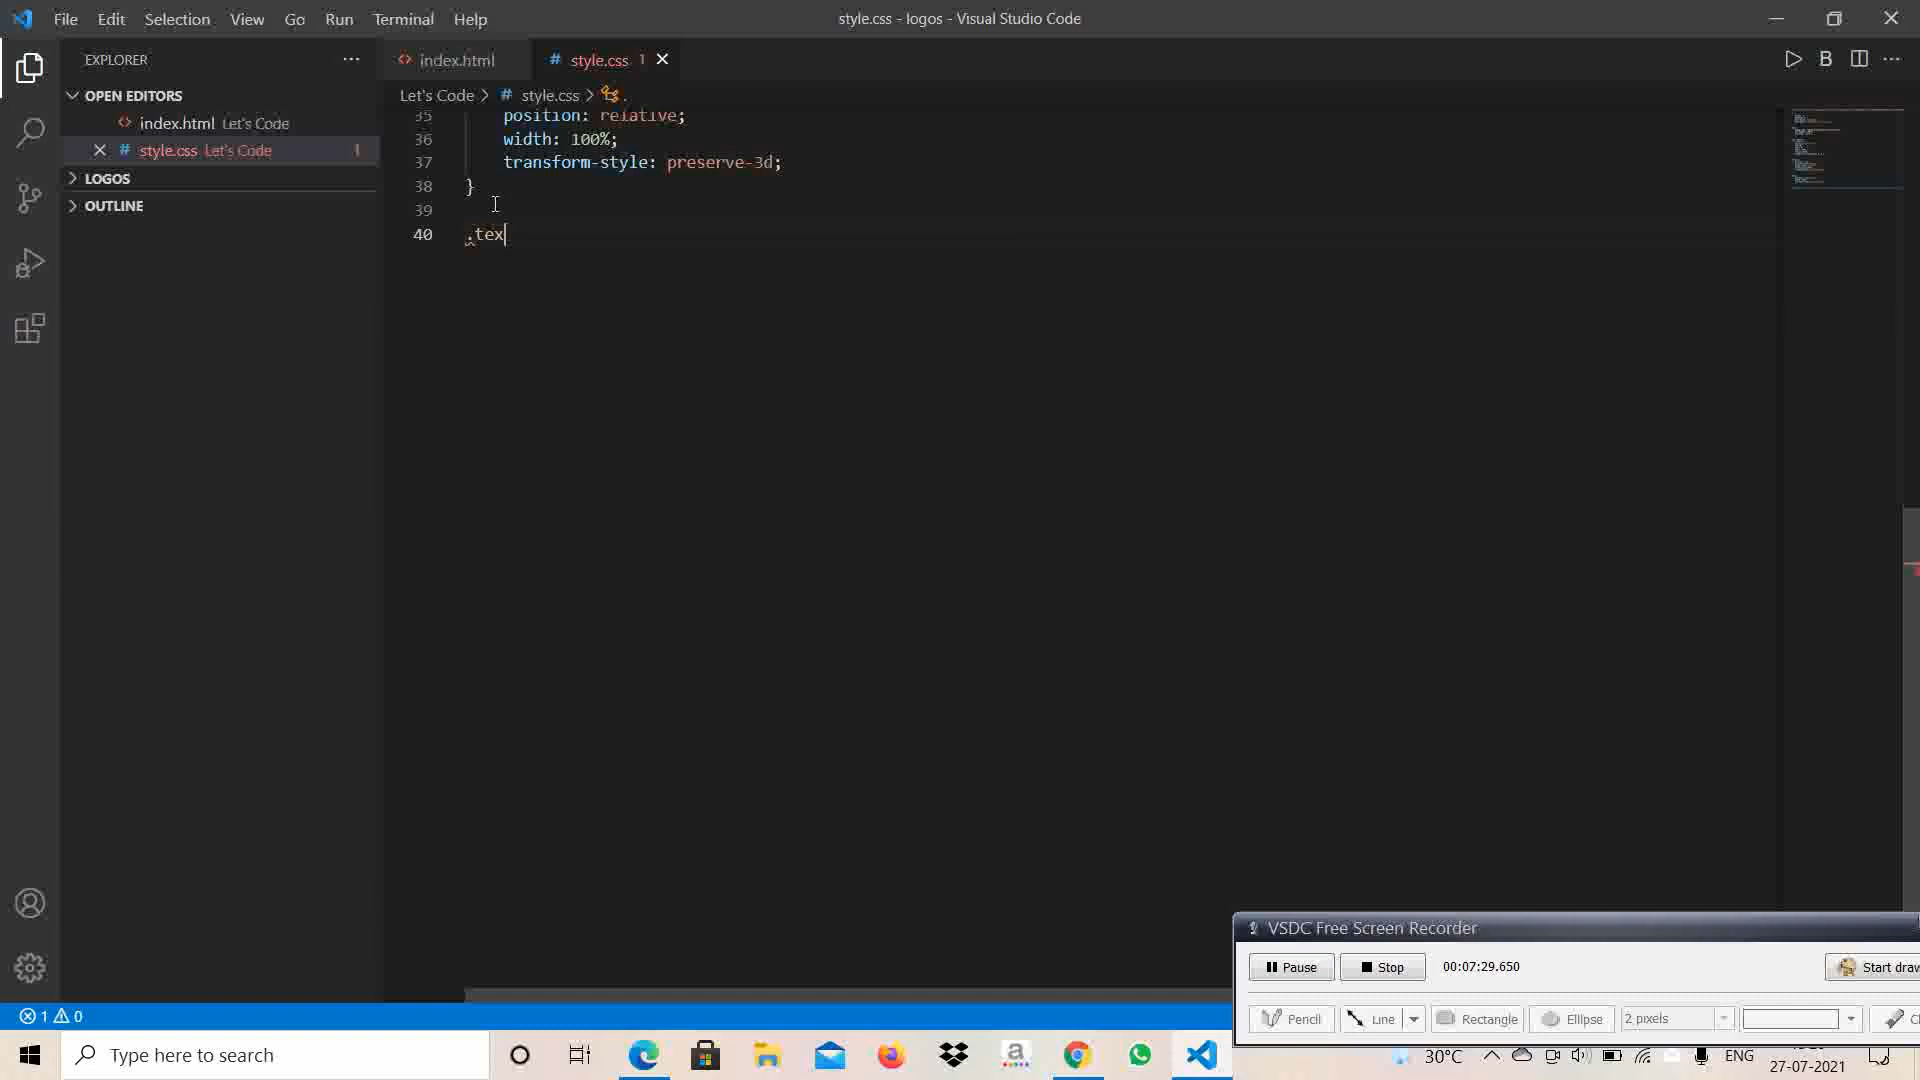 File Edit Selection View Go Run Terminal Help
style.css - logos - Visual Studio Code
EXPLORER
index.html
style.css 1
B
OPEN EDITORS
index.html Let's Code
style.css Let's Code 1
LOGOS
OUTLINE
Let's Code > # style.css > .
35 position: relative;
36 width: 100%;
37 transform-style: preserve-3d;
38 }
39
40 .tex
VSDC Free Screen Recorder
Pause Stop 00:07:29.650 Start draw
Pencil Line Rectangle Ellipse 2 pixels
1 0
Type here to search
30°C ENG
27-07-2021